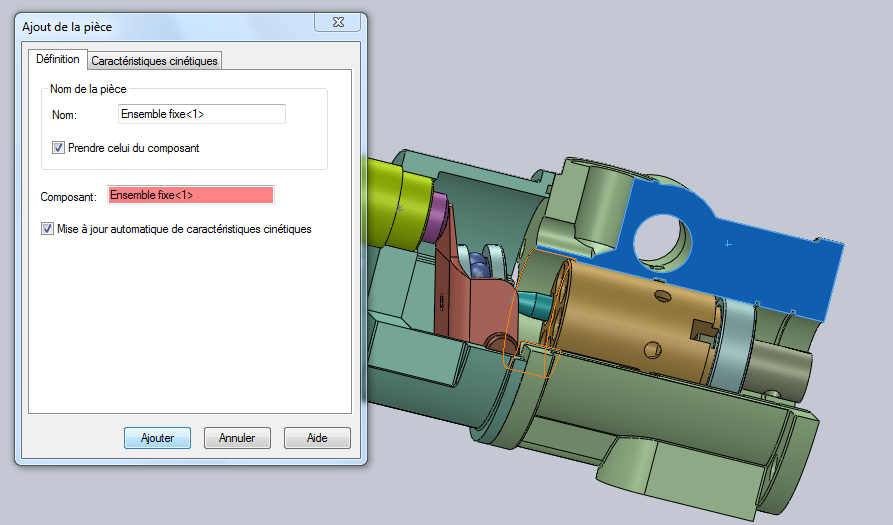 Ajout de la pièce
Définition
Caractéristiques cinétiques
Nom de la pièce
Nom: Ensemble fixe<1>
Prendre celui du composant
Composant: Ensemble fixe<1>
Mise à jour automatique de caractéristiques cinétiques
Ajouter
Annuler
Aide